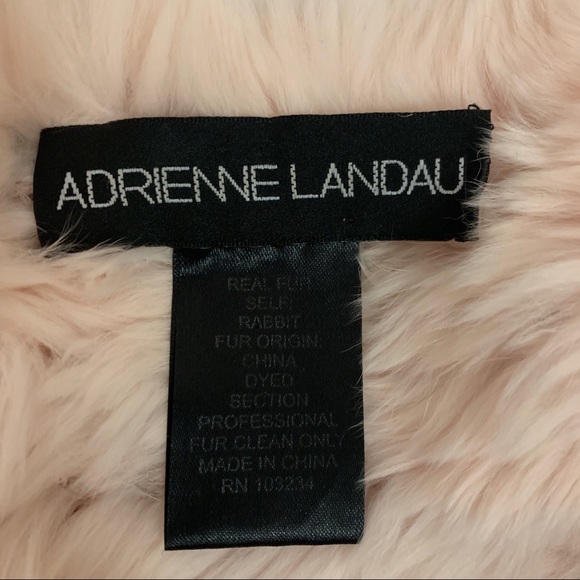 ADRIENNE LANDAU
REAL FUR
SELF:
RABBIT
FUR ORIGIN:
CHINA
DYED
SECTION
PROFESSIONAL
FUR CLEAN ONLY
MADE IN CHINA
RN 103234